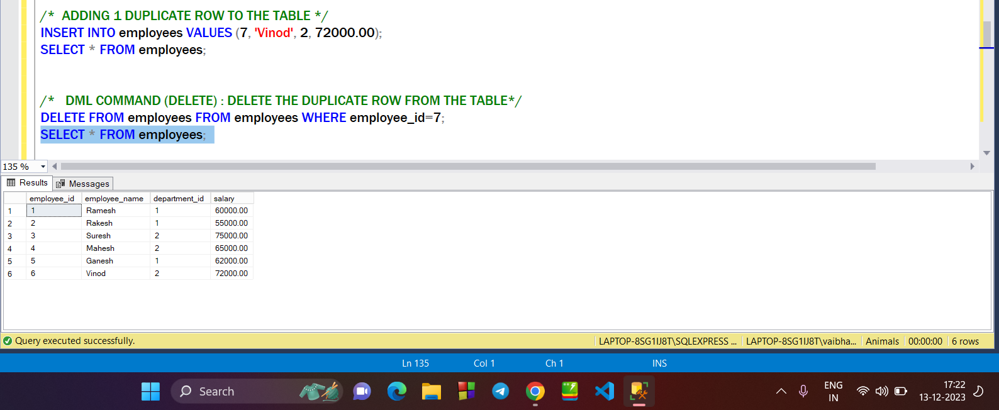 /* ADDING 1 DUPLICATE ROW TO THE TABLE */
INSERT INTO employees VALUES (7, 'Vinod', 2, 72000.00);
SELECT * FROM employees;
/* DML COMMAND (DELETE) : DELETE THE DUPLICATE ROW FROM THE TABLE*/
DELETE FROM employees FROM employees WHERE employee_id=7;
SELECT * FROM employees;
135 %
Results Messages
employee_id employee_name department_id salary
1 1 Ramesh 1 60000.00
2 2 Rakesh 1 55000.00
3 3 Suresh 2 75000.00
4 4 Mahesh 2 65000.00
5 5 Ganesh 1 62000.00
6 6 Vinod 2 72000.00
Query executed successfully. LAPTOP-8SG1IJ8T\SQLEXPRESS ... LAPTOP-8SG1IJ8T\vaibha... Animals 00:00:00 6 rows
Ln 135 Col 1 Ch 1 INS
Search
ENG
IN
17:22
13-12-2023